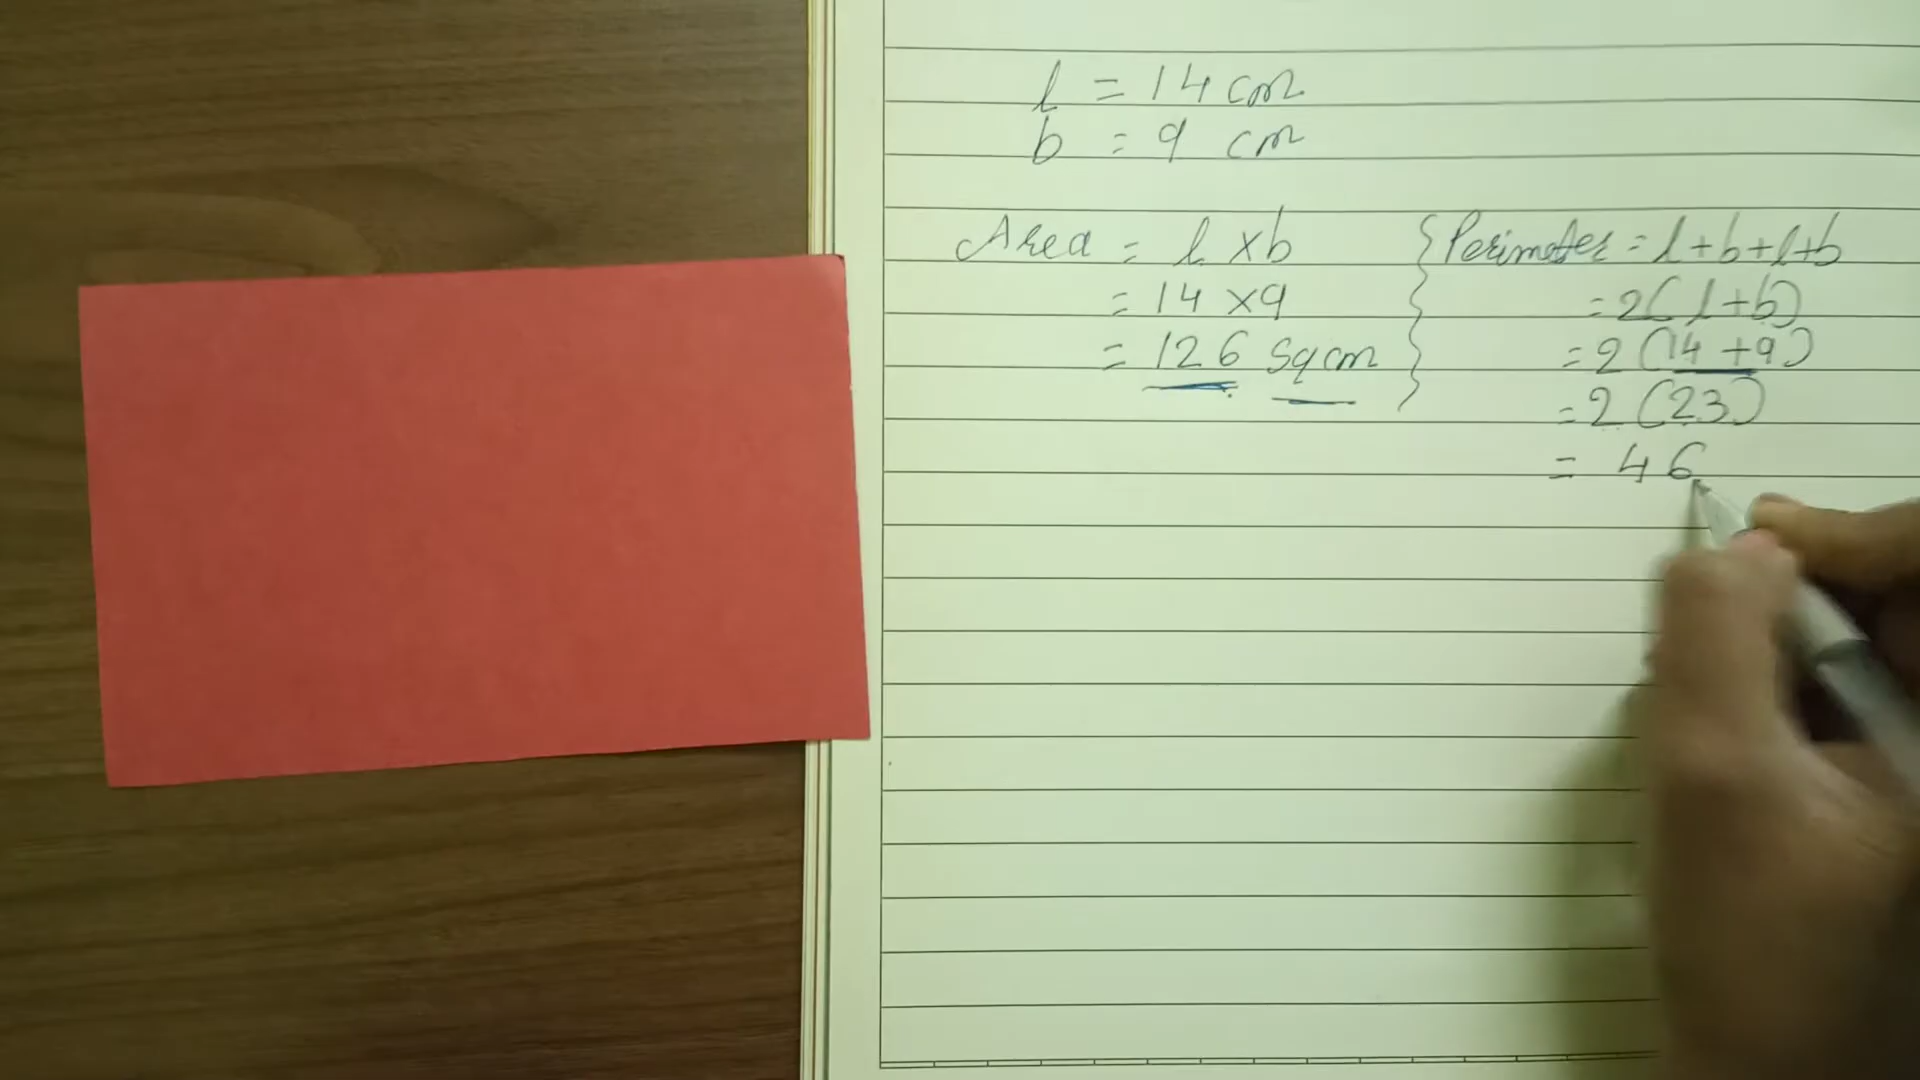 l = 14 cm
b = 9 cm
Area = l × b
= 14 × 9
= 126 sq cm
Perimeter = l+b+l+b
= 2(l+b)
= 2(14+9)
= 2(23)
= 46